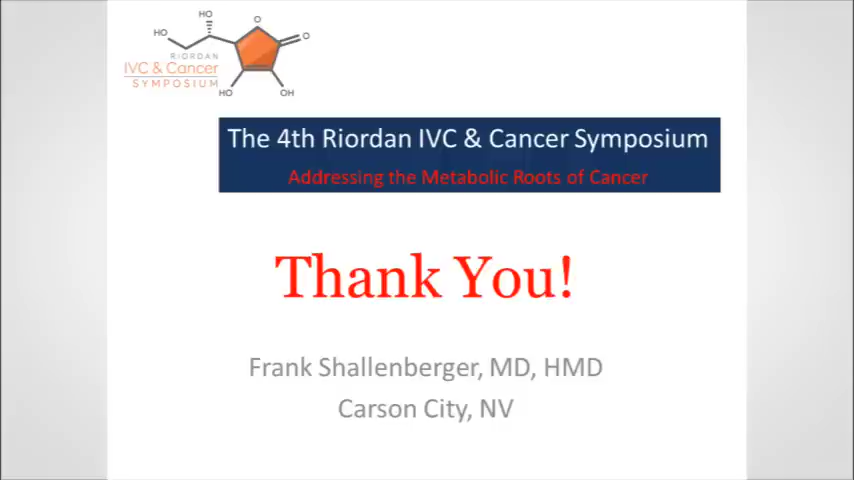 HO
HO
O
O
RIORDAN
IVC & Cancer
SYMPOSIUM
HO
OH
The 4th Riordan IVC & Cancer Symposium
Addressing the Metabolic Roots of Cancer
Thank You!
Frank Shallenberger, MD, HMD
Carson City, NV